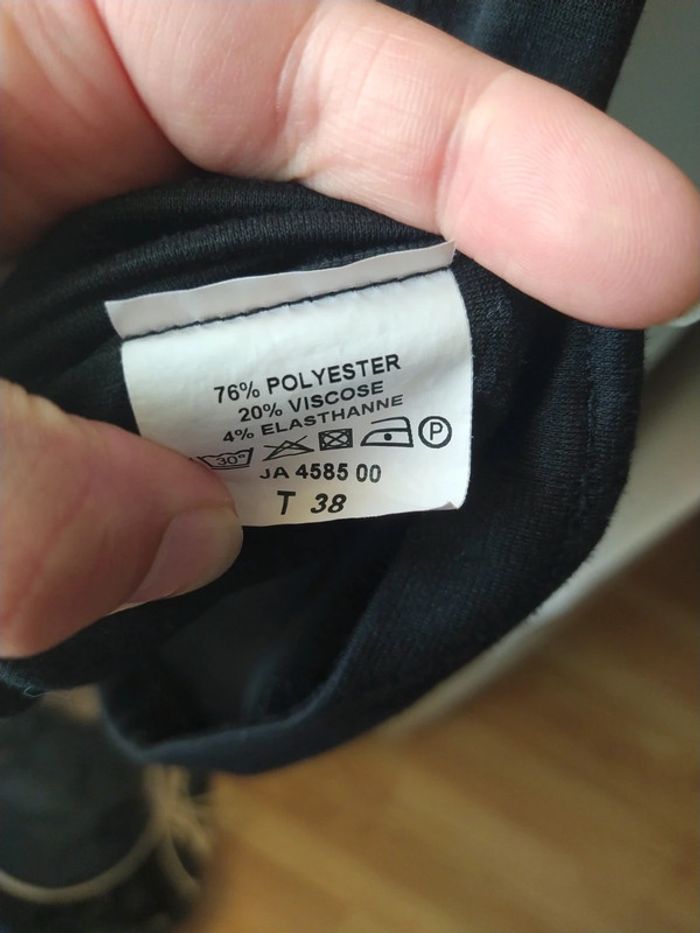 76% POLYESTER
20% VISCOSE
4% ELASTHANNE
30° P
JA 4585 00
T 38